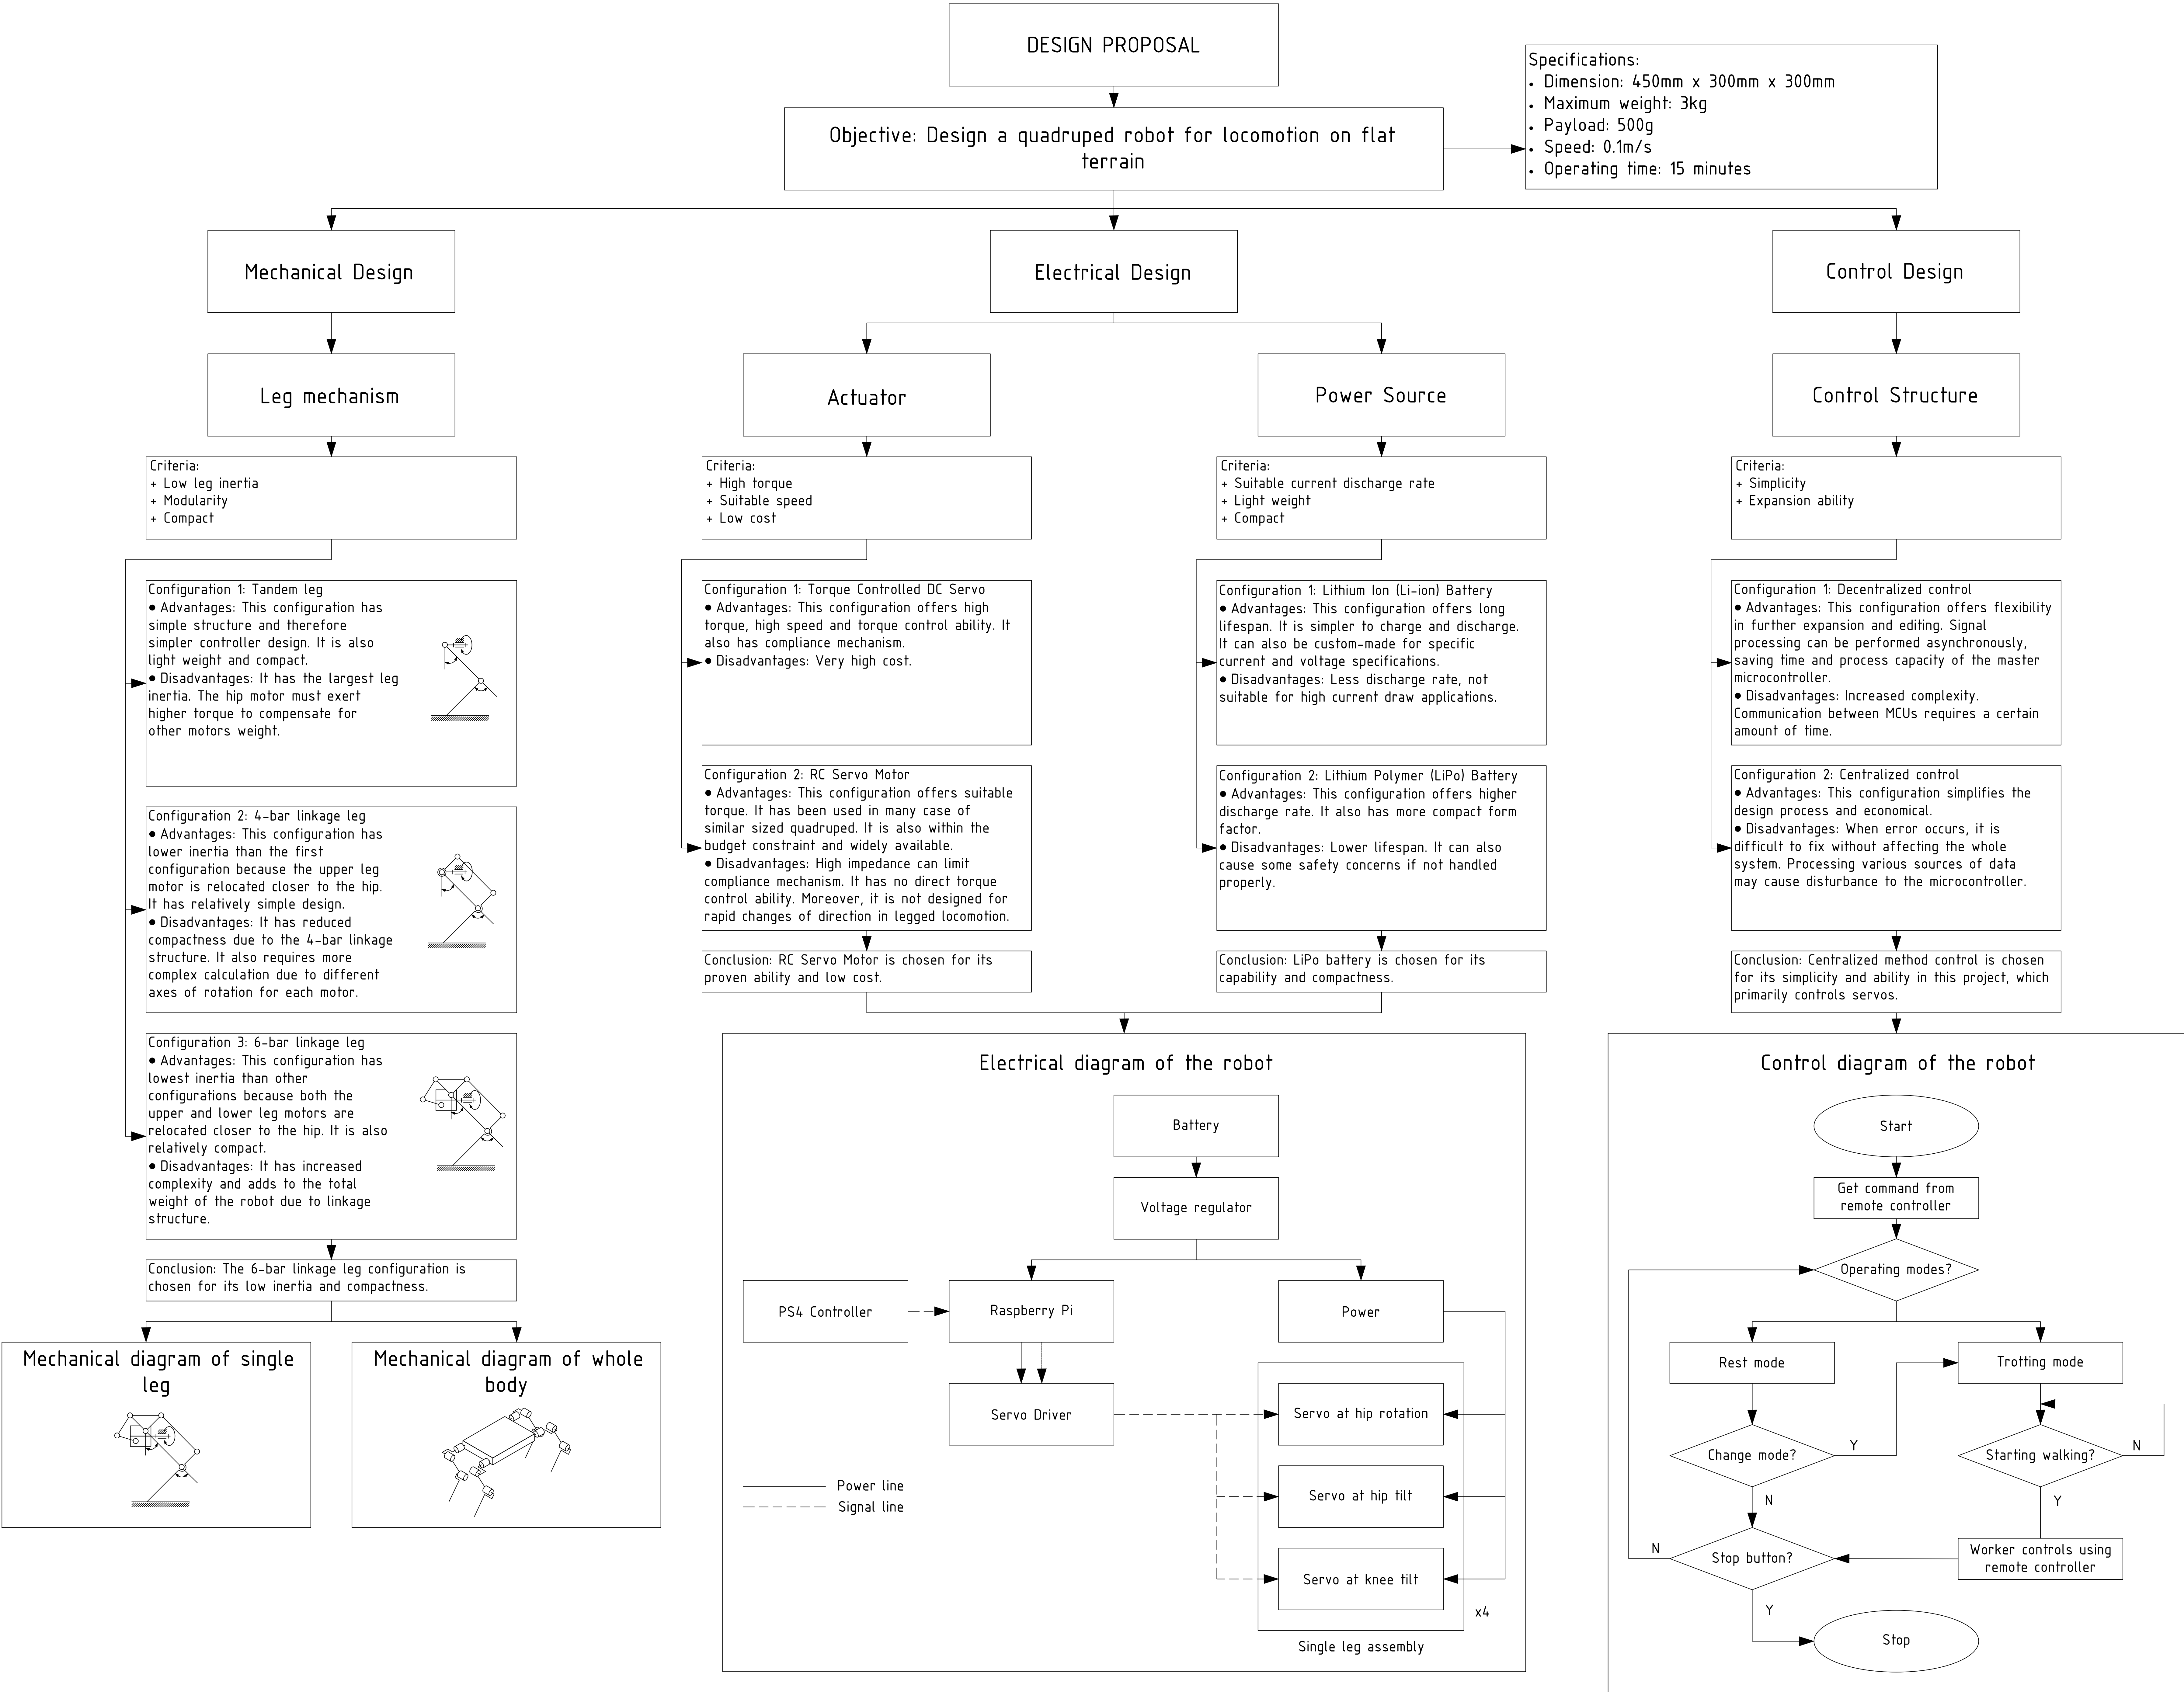 DESIGN PROPOSAL
Objective: Design a quadruped robot for locomotion on flat
terrain
Specifications:
• Dimension: 450mm x 300mm x 300mm
• Maximum weight: 3kg
• Payload: 500g
• Speed: 0.1m/s
• Operating time: 15 minutes
Mechanical Design
Electrical Design
Control Design
Leg mechanism
Actuator
Power Source
Control Structure
Criteria:
+ Low leg inertia
+ Modularity
+ Compact
Criteria:
+ High torque
+ Suitable speed
+ Low cost
Criteria:
+ Suitable current discharge rate
+ Light weight
+ Compact
Criteria:
+ Simplicity
+ Expansion ability
Configuration 1: Tandem leg
● Advantages: This configuration has
simple structure and therefore
simpler controller design. It is also
light weight and compact.
● Disadvantages: It has the largest leg
inertia. The hip motor must exert
higher torque to compensate for
other motors weight.
Configuration 2: 4-bar linkage leg
● Advantages: This configuration has
lower inertia than the first
configuration because the upper leg
motor is relocated closer to the hip.
It has relatively simple design.
● Disadvantages: It has reduced
compactness due to the 4-bar linkage
structure. It also requires more
complex calculation due to different
axes of rotation for each motor.
Configuration 3: 6-bar linkage leg
● Advantages: This configuration has
lowest inertia than other
configurations because both the
upper and lower leg motors are
relocated closer to the hip. It is also
relatively compact.
● Disadvantages: It has increased
complexity and adds to the total
weight of the robot due to linkage
structure.
Conclusion: The 6-bar linkage leg configuration is
chosen for its low inertia and compactness.
Mechanical diagram of single
leg
Mechanical diagram of whole
body
Configuration 1: Torque Controlled DC Servo
● Advantages: This configuration offers high
torque, high speed and torque control ability. It
also has compliance mechanism.
● Disadvantages: Very high cost.
Configuration 2: RC Servo Motor
● Advantages: This configuration offers suitable
torque. It has been used in many case of
similar sized quadruped. It is also within the
budget constraint and widely available.
● Disadvantages: High impedance can limit
compliance mechanism. It has no direct torque
control ability. Moreover, it is not designed for
rapid changes of direction in legged locomotion.
Conclusion: RC Servo Motor is chosen for its
proven ability and low cost.
Configuration 1: Lithium Ion (Li-ion) Battery
● Advantages: This configuration offers long
lifespan. It is simpler to charge and discharge.
It can also be custom-made for specific
current and voltage specifications.
● Disadvantages: Less discharge rate, not
suitable for high current draw applications.
Configuration 2: Lithium Polymer (LiPo) Battery
● Advantages: This configuration offers higher
discharge rate. It also has more compact form
factor.
● Disadvantages: Lower lifespan. It can also
cause some safety concerns if not handled
properly.
Conclusion: LiPo battery is chosen for its
capability and compactness.
Configuration 1: Decentralized control
● Advantages: This configuration offers flexibility
in further expansion and editing. Signal
processing can be performed asynchronously,
saving time and process capacity of the master
microcontroller.
● Disadvantages: Increased complexity.
Communication between MCUs requires a certain
amount of time.
Configuration 2: Centralized control
● Advantages: This configuration simplifies the
design process and economical.
● Disadvantages: When error occurs, it is
difficult to fix without affecting the whole
system. Processing various sources of data
may cause disturbance to the microcontroller.
Conclusion: Centralized method control is chosen
for its simplicity and ability in this project, which
primarily controls servos.
Electrical diagram of the robot
Battery
Voltage regulator
PS4 Controller
Raspberry Pi
Power
Servo Driver
Servo at hip rotation
Servo at hip tilt
Servo at knee tilt
Power line
Signal line
x4
Single leg assembly
Control diagram of the robot
Start
Get command from
remote controller
Operating modes?
Rest mode
Trotting mode
Change mode?
Y
Starting walking?
N
N
Y
N
Stop button?
Worker controls using
remote controller
Y
Stop